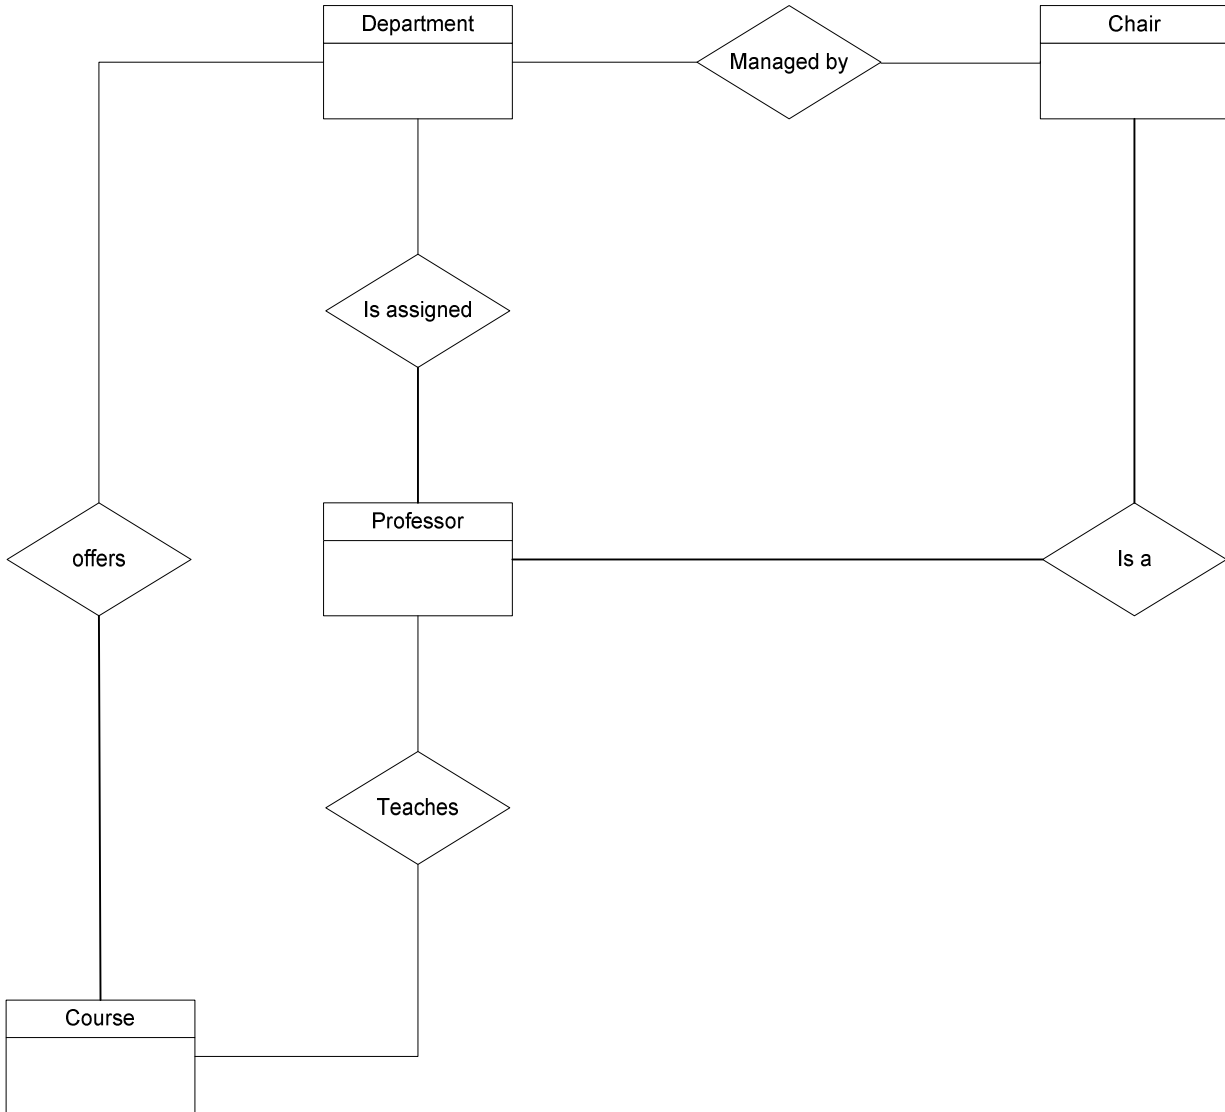 Department
Managed by
Chair
Is assigned
Professor
offers
Is a
Teaches
Course